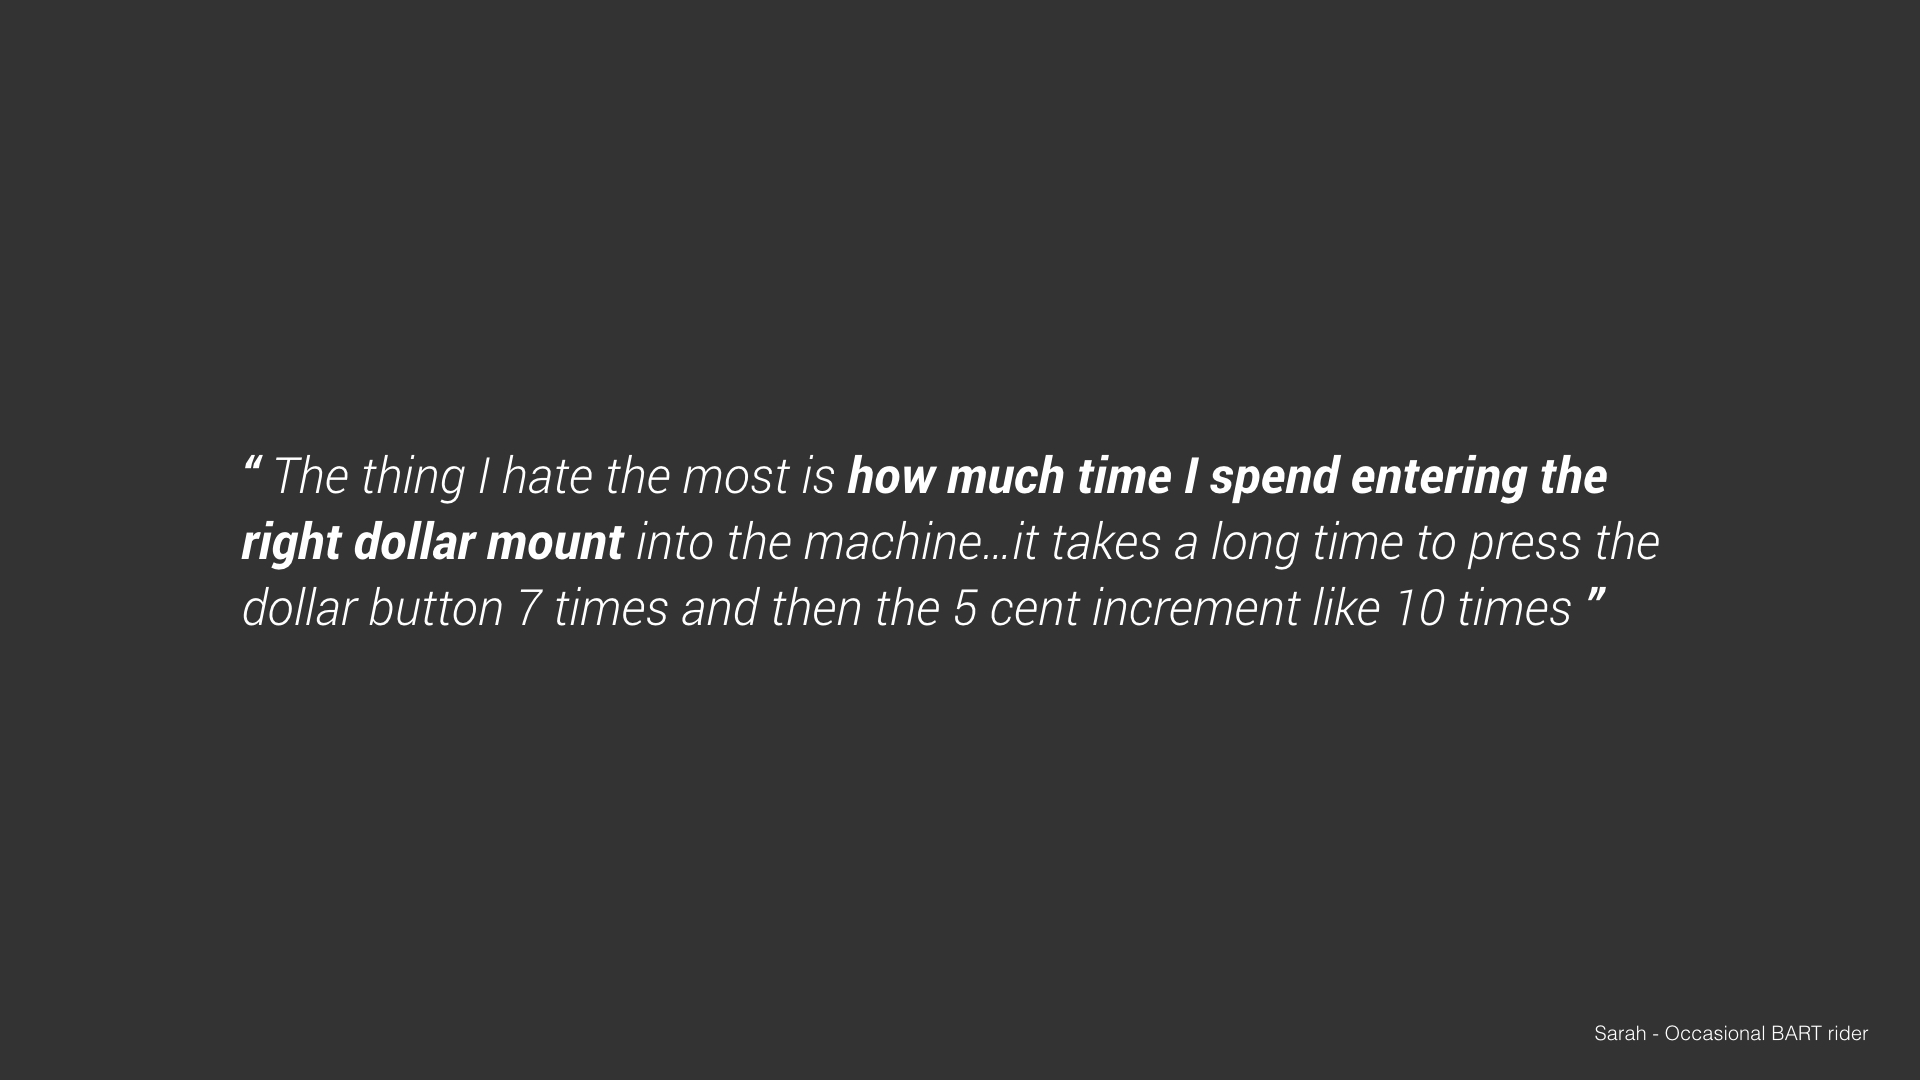 “ The thing I hate the most is how much time I spend entering the
right dollar mount into the machine...it takes a long time to press the
dollar button 7 times and then the 5 cent increment like 10 times ”
Sarah - Occasional BART rider